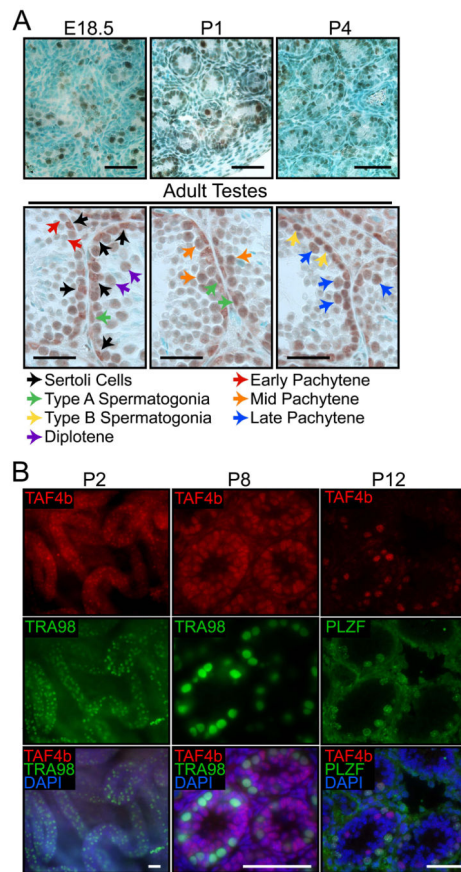 A
E18.5 P1 P4
Adult Testes
Sertoli Cells Early Pachytene
Type A Spermatogonia Mid Pachytene
Type B Spermatogonia Late Pachytene
Diplotene
B
P2 P8 P12
TAF4b TAF4b TAF4b
TRA98 TRA98 PLZF
TAF4b TAF4b TAF4b
TRA98 TRA98 PLZF
DAPI DAPI DAPI